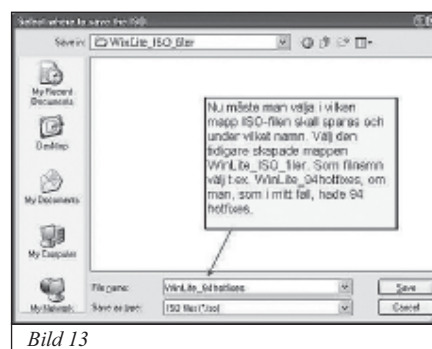 Select where to save the ISO.
Save in: WinLite_ISO_filer
My Recent
Documents
Desktop
Nu måste man välja i vilken
mapp ISO-filen skall sparas och
under vilket namn. Välj den
tidigare skapade mappen
WinLite_ISO_filer. Som filnamn
välj t.ex. WinLite_94hotfixes, om
man, som i mitt fall, hade 94
hotfixes.
My Documents
My Computer
My Network
File name: WinLite_94hotfixes Save
Save as type: ISO files (*.iso) Cancel
Bild 13